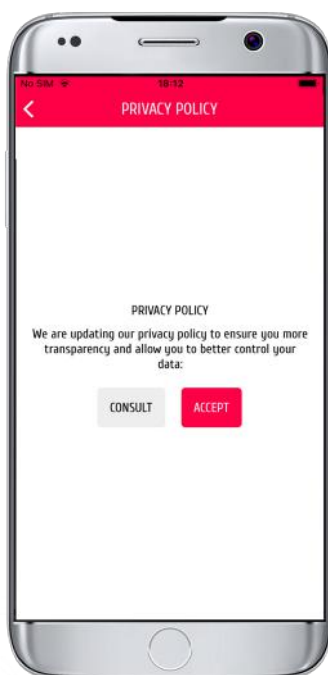 No SIM 18:12
PRIVACY POLICY
PRIVACY POLICY
We are updating our privacy policy to ensure you more
transparency and allow you to better control your
data:
CONSULT ACCEPT